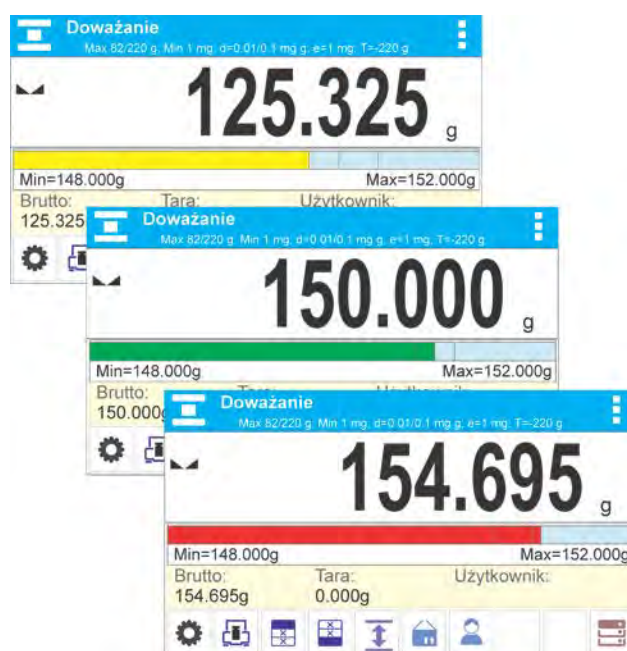 Doważanie
Max 82/220 g Min 1 mg d=0.01/0.1 mg g e=1 mg T=-220 g
125.325 g
Min=148.000g Max=152.000g
Brutto: Tara: Użytkownik:
125.325
Doważanie
Max 82/220 g Min 1 mg d=0.01/0.1 mg g e=1 mg T=-220 g
150.000 g
Min=148.000g Max=152.000g
Brutto:
150.000g
Doważanie
Max 82/220 g Min 1 mg d=0.01/0.1 mg g e=1 mg T=-220 g
154.695 g
Min=148.000g Max=152.000g
Brutto: Tara: Użytkownik:
154.695g 0.000g